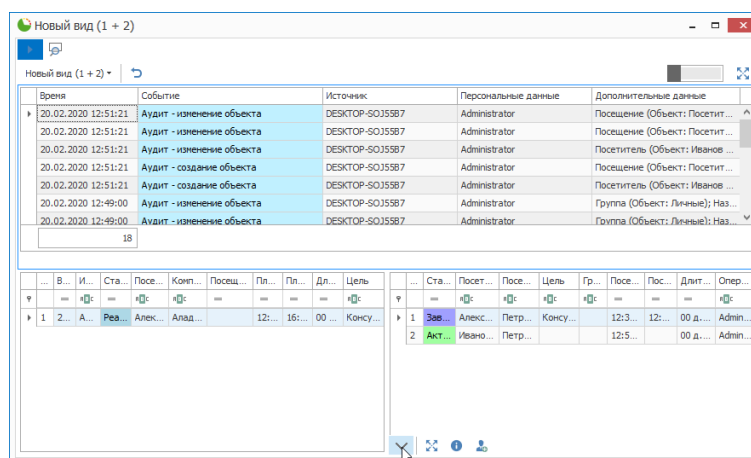 Новый вид (1 + 2)
Новый вид (1 + 2)
Время Событие Источник Персональные данные Дополнительные данные
20.02.2020 12:51:21 Аудит - изменение объекта DESKTOP-SOJ55B7 Administrator Посещение (Объект: Посетит...
20.02.2020 12:51:21 Аудит - изменение объекта DESKTOP-SOJ55B7 Administrator Посещение (Объект: Посетит...
20.02.2020 12:51:21 Аудит - изменение объекта DESKTOP-SOJ55B7 Administrator Посетитель (Объект: Иванов ...
20.02.2020 12:51:21 Аудит - создание объекта DESKTOP-SOJ55B7 Administrator Посещение (Объект: Посетит...
20.02.2020 12:51:21 Аудит - создание объекта DESKTOP-SOJ55B7 Administrator Посетитель (Объект: Иванов ...
20.02.2020 12:49:00 Аудит - изменение объекта DESKTOP-SOJ55B7 Administrator Группа (Объект: Личные); Наз...
20.02.2020 12:49:00 Аудит - изменение объекта DESKTOP-SOJ55B7 Administrator Группа (Объект: Личные); Наз...
18
... В... И... Ста... Посе... Комп... Посещ... Пл... Пл... Дл... Цель
1 2... А... Реа... Алек... Алад... 12:... 16:... 00 ... Консу...
... Ста... Посет... Посе... Цель Гр... Посе... Пос... Длит... Опер...
1 Зав... Алекс... Петр... Консу... 12:3... 12:... 00 д.... Admin...
2 Акт... Ивано... Петр... 12:5... 00 д.... Admin...